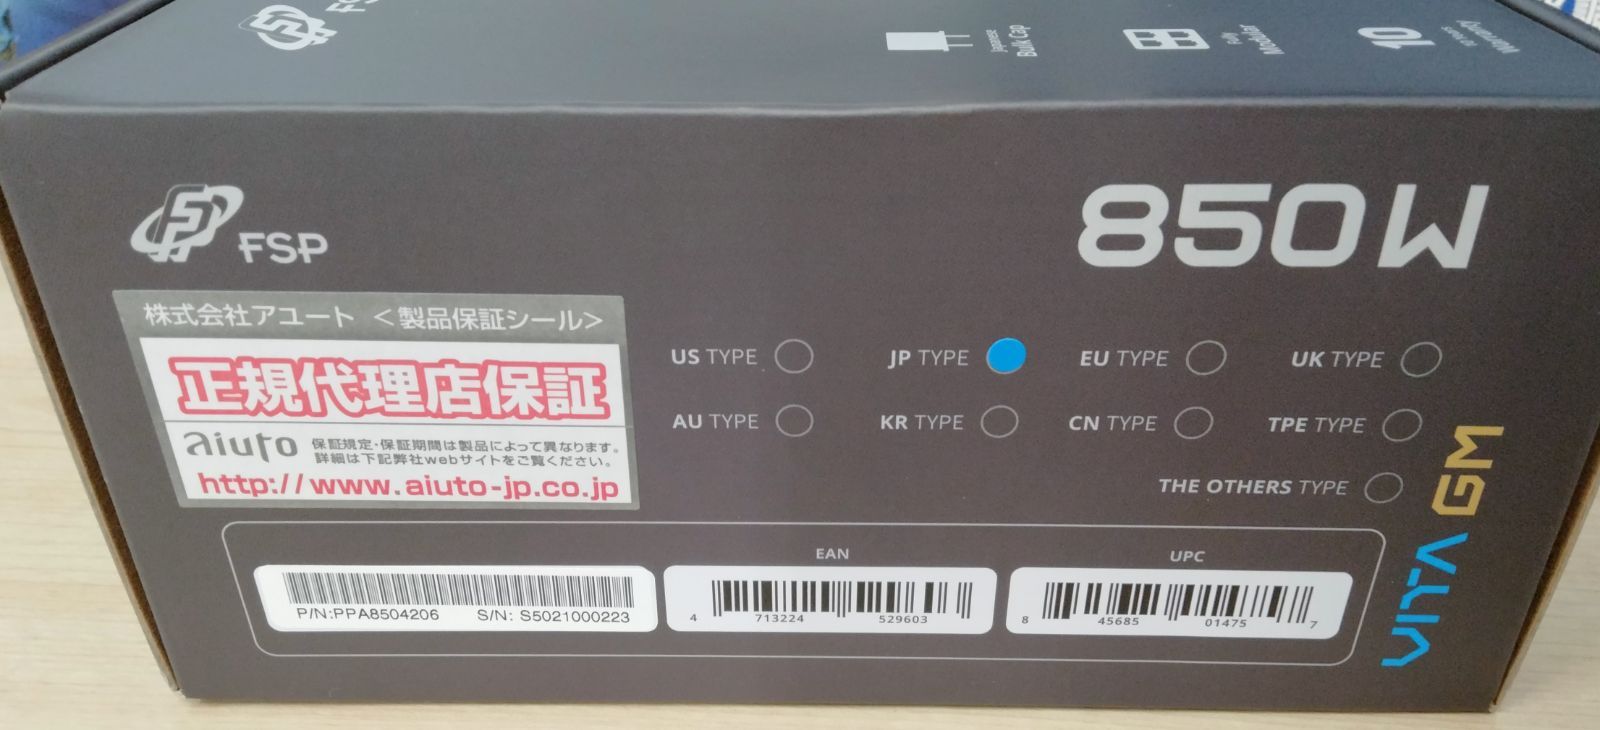 FSP
Japanese
Bulk Cap
Fully
Modular
10
10 Years
Warranty
FSP
850W
株式会社アユート ＜製品保証シール＞
正規代理店保証
aiuto 保証規定・保証期間は製品によって異なります。
詳細は下記弊社webサイトをご覧ください。
http://www.aiuto-jp.co.jp
US TYPE JP TYPE EU TYPE UK TYPE
AU TYPE KR TYPE CN TYPE TPE TYPE
THE OTHERS TYPE
VITA GM
EAN UPC
P/N:PPA8504206 S/N: S5021000223
4 713224 529603
8 45685 01475 7